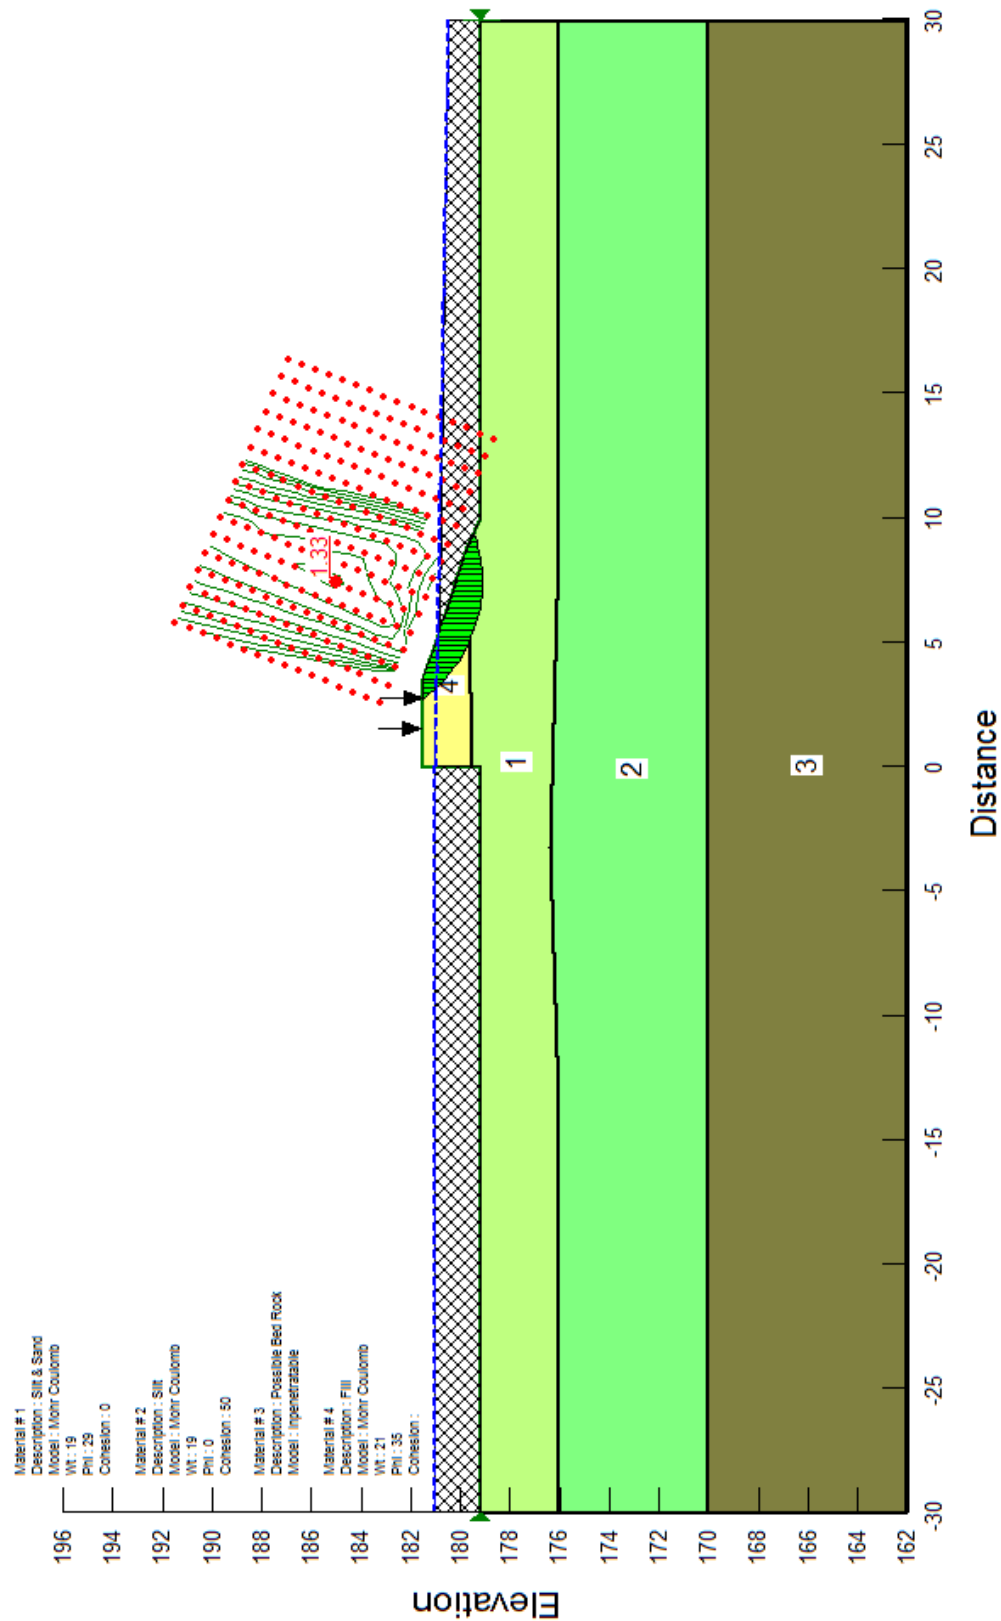 Material # 1
Description : Silt & Sand
Model : Mohr Coulomb
Wt : 19
Phi : 29
Cohesion : 0
Material # 2
Description : Silt
Model : Mohr Coulomb
Wt : 19
Phi : 0
Cohesion : 50
Material # 3
Description : Possible Bed Rock
Model : Inpenetratable
Material # 4
Description : Fill
Model : Mohr Coulomb
Wt : 21
Phi : 35
Cohesion :
1.33
4
1
2
3
Elevation
196
194
192
190
188
186
184
182
180
178
176
174
172
170
168
166
164
162
-30
-25
-20
-15
-10
-5
0
5
10
15
20
25
30
Distance